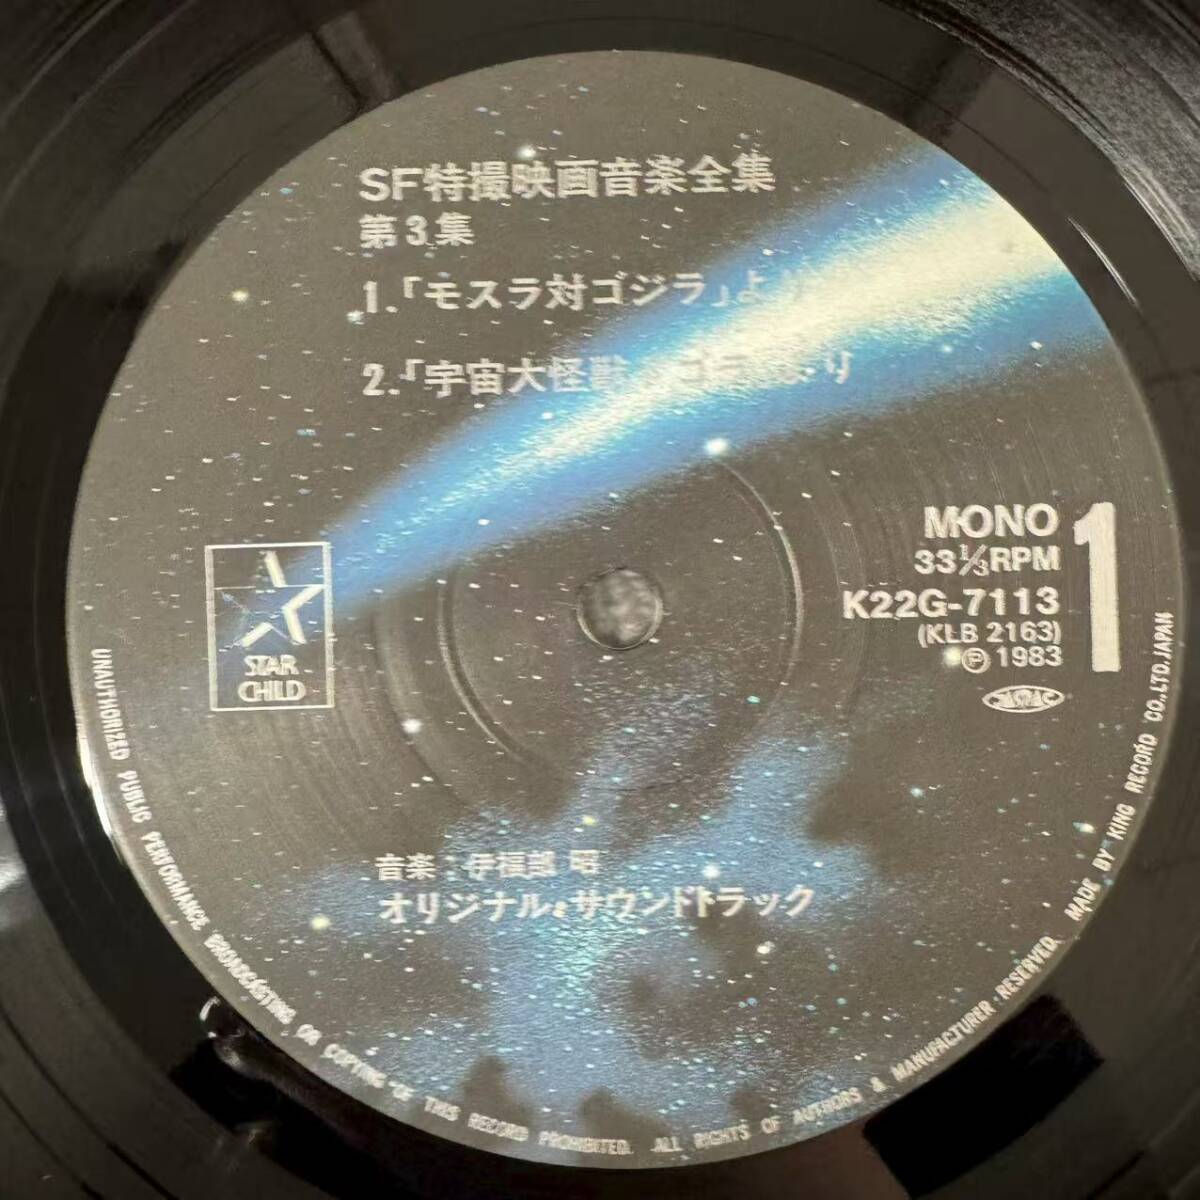 SF特撮映画音楽全集
第3集
1.「モスラ対ゴジラ」より
2.「宇宙大怪獣ドゴラ」より
MONO
33⅓RPM
K22G-7113
(KLB 2163)
Ⓟ 1983
1
JASRAC
STAR
CHILD
音楽:伊福部 昭
オリジナル・サウンドトラック
UNAUTHORIZED PUBLIC PERFORMANCE BROADCASTING OR COPYING OF THIS RECORD PROHIBITED. ALL RIGHTS OF AUTHORS & MANUFACTURER RESERVED. MADE BY KING RECORD CO.,LTD.JAPAN